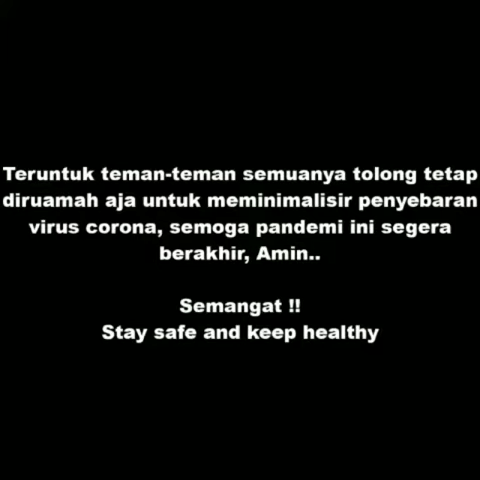 Teruntuk teman-teman semuanya tolong tetap
diruamah aja untuk meminimalisir penyebaran
virus corona, semoga pandemi ini segera
berakhir, Amin..
Semangat !!
Stay safe and keep healthy